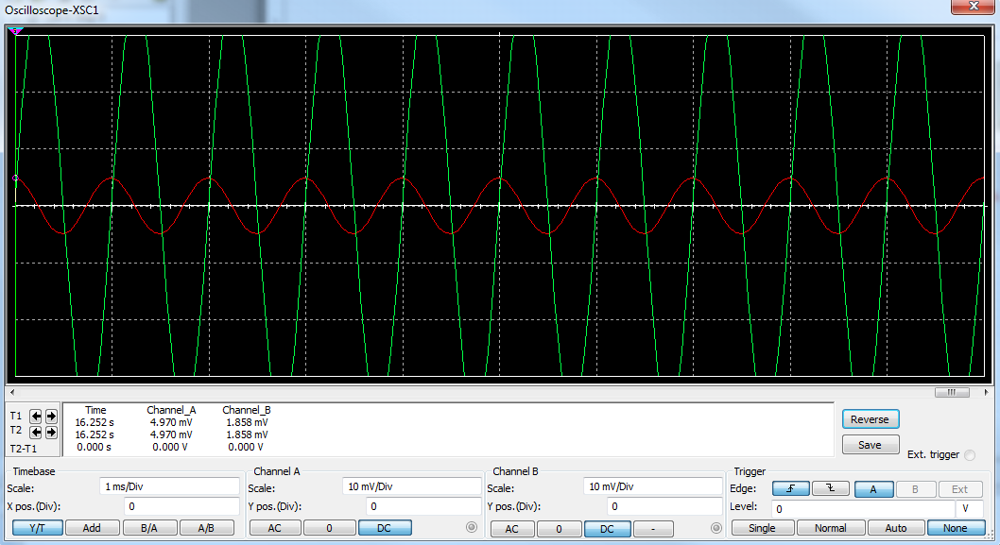 Oscilloscope-XSC1
Time Channel_A Channel_B
T1 16.252 s 4.970 mV 1.858 mV
T2 16.252 s 4.970 mV 1.858 mV
T2-T1 0.000 s 0.000 V 0.000 V
Reverse
Save
Ext. trigger
Timebase
Scale: 1 ms/Div
X pos.(Div): 0
Y/T Add B/A A/B
Channel A
Scale: 10 mV/Div
Y pos.(Div): 0
AC 0 DC
Channel B
Scale: 10 mV/Div
Y pos.(Div): 0
AC 0 DC -
Trigger
Edge: A B Ext
Level: 0 V
Single Normal Auto None